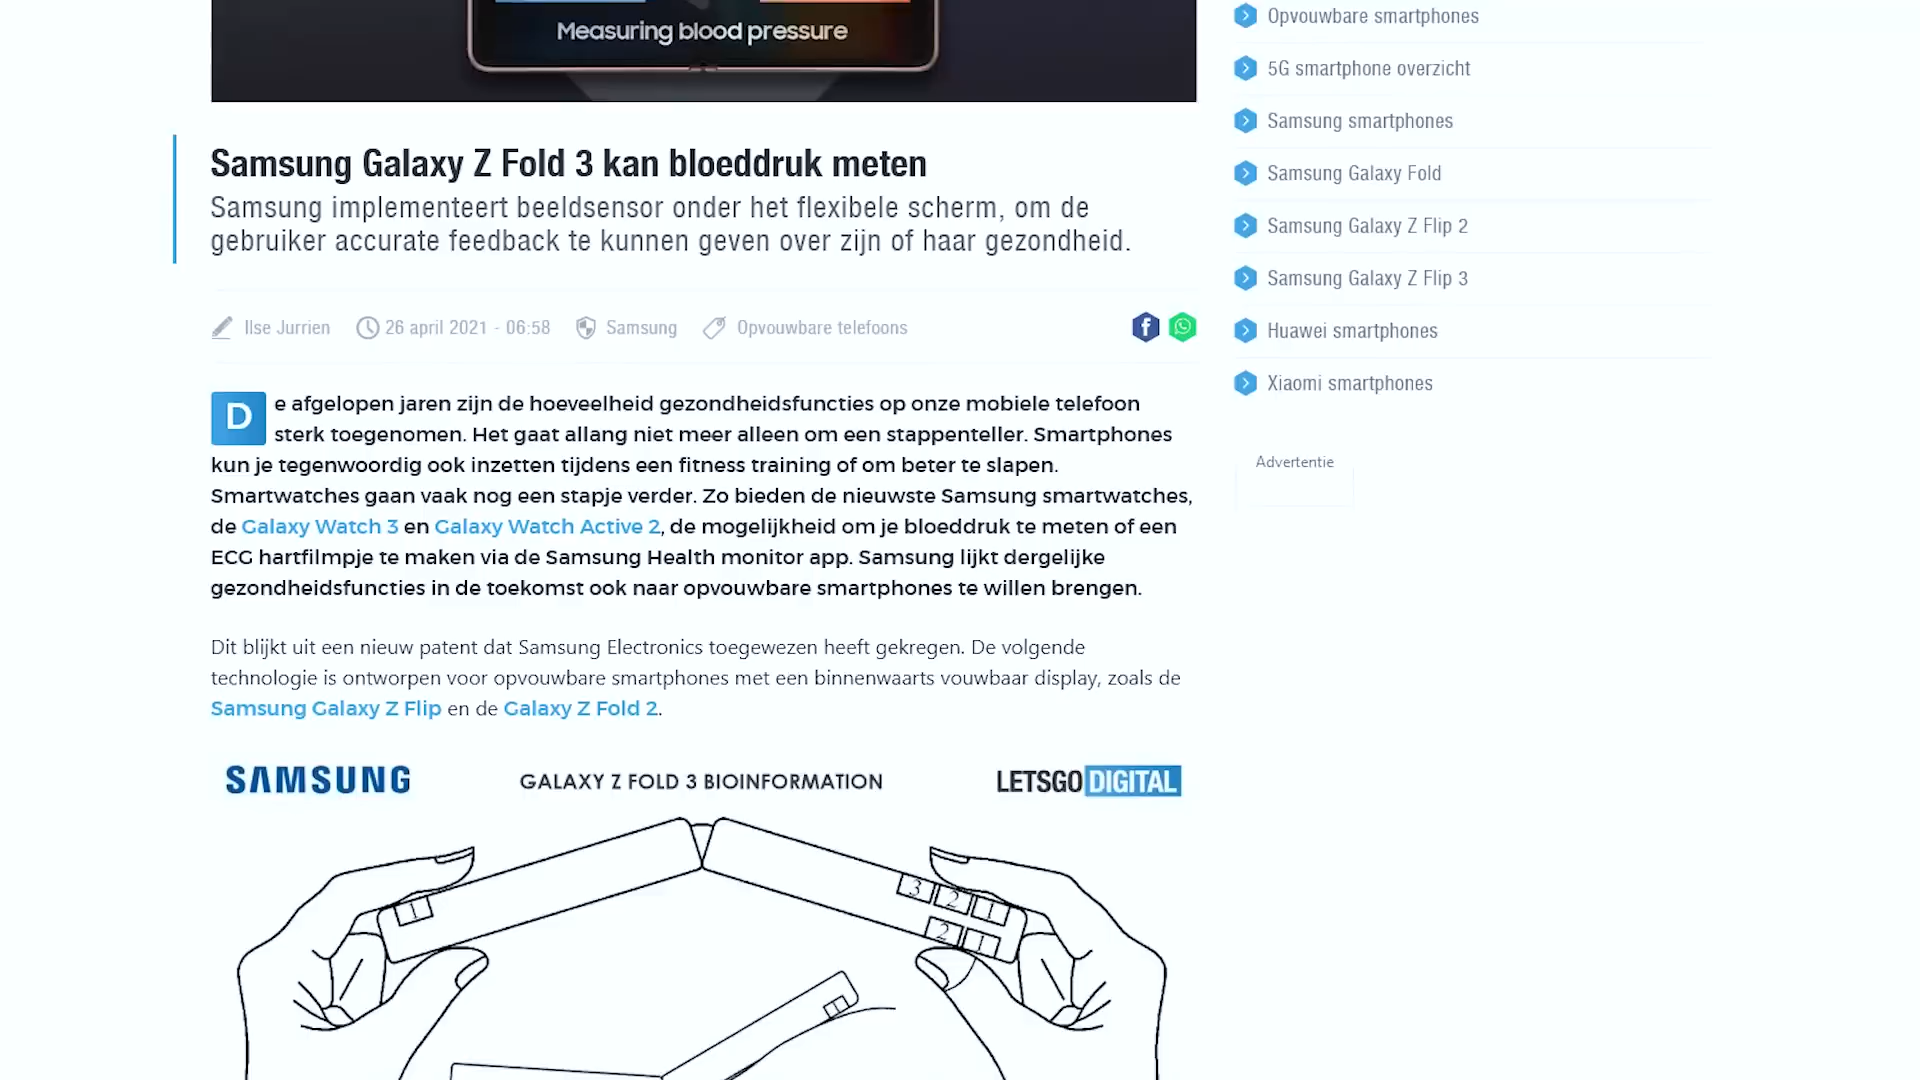 Measuring blood pressure
Samsung Galaxy Z Fold 3 kan bloeddruk meten
Samsung implementeert beeldsensor onder het flexibele scherm, om de
gebruiker accurate feedback te kunnen geven over zijn of haar gezondheid.
Ilse Jurrien 26 april 2021 - 06:58 Samsung Opvouwbare telefoons
De afgelopen jaren zijn de hoeveelheid gezondheidsfuncties op onze mobiele telefoon
sterk toegenomen. Het gaat allang niet meer alleen om een stappenteller. Smartphones
kun je tegenwoordig ook inzetten tijdens een fitness training of om beter te slapen.
Smartwatches gaan vaak nog een stapje verder. Zo bieden de nieuwste Samsung smartwatches,
de Galaxy Watch 3 en Galaxy Watch Active 2, de mogelijkheid om je bloeddruk te meten of een
ECG hartfilmpje te maken via de Samsung Health monitor app. Samsung lijkt dergelijke
gezondheidsfuncties in de toekomst ook naar opvouwbare smartphones te willen brengen.
Dit blijkt uit een nieuw patent dat Samsung Electronics toegewezen heeft gekregen. De volgende
technologie is ontworpen voor opvouwbare smartphones met een binnenwaarts vouwbaar display, zoals de
Samsung Galaxy Z Flip en de Galaxy Z Fold 2.
SAMSUNG GALAXY Z FOLD 3 BIOINFORMATION LETSGODIGITAL
1 3 2 1
2 1
Opvouwbare smartphones
5G smartphone overzicht
Samsung smartphones
Samsung Galaxy Fold
Samsung Galaxy Z Flip 2
Samsung Galaxy Z Flip 3
Huawei smartphones
Xiaomi smartphones
Advertentie